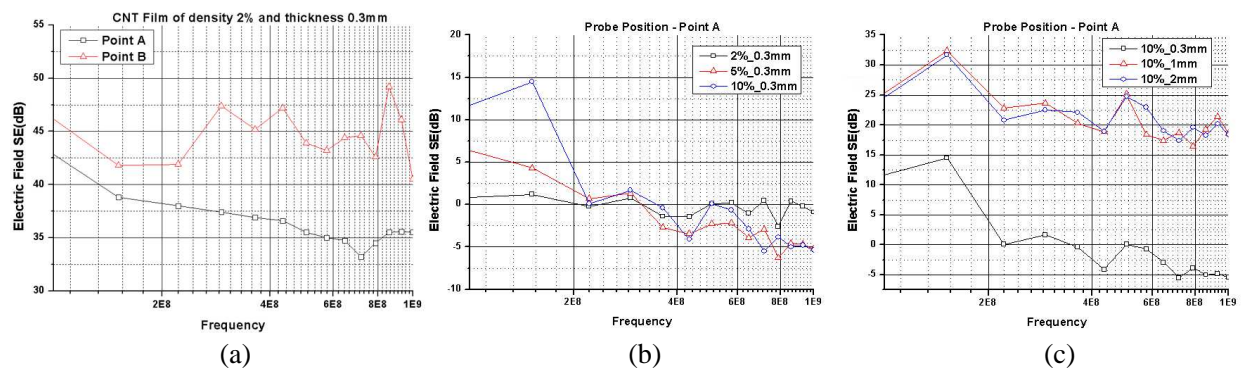 CNT Film of density 2% and thickness 0.3mm
Point A
Point B
Electric Field SE(dB)
55
50
45
40
35
30
2E8
4E8
6E8
8E8
1E9
Frequency
(a)
Probe Position - Point A
2%_0.3mm
5%_0.3mm
10%_0.3mm
Electric Field SE(dB)
20
15
10
5
0
-5
-10
2E8
4E8
6E8
8E8
1E9
Frequency
(b)
Probe Position - Point A
10%_0.3mm
10%_1mm
10%_2mm
Electric Field SE(dB)
35
30
25
20
15
10
5
0
-5
2E8
4E8
6E8
8E8
1E9
Frequency
(c)